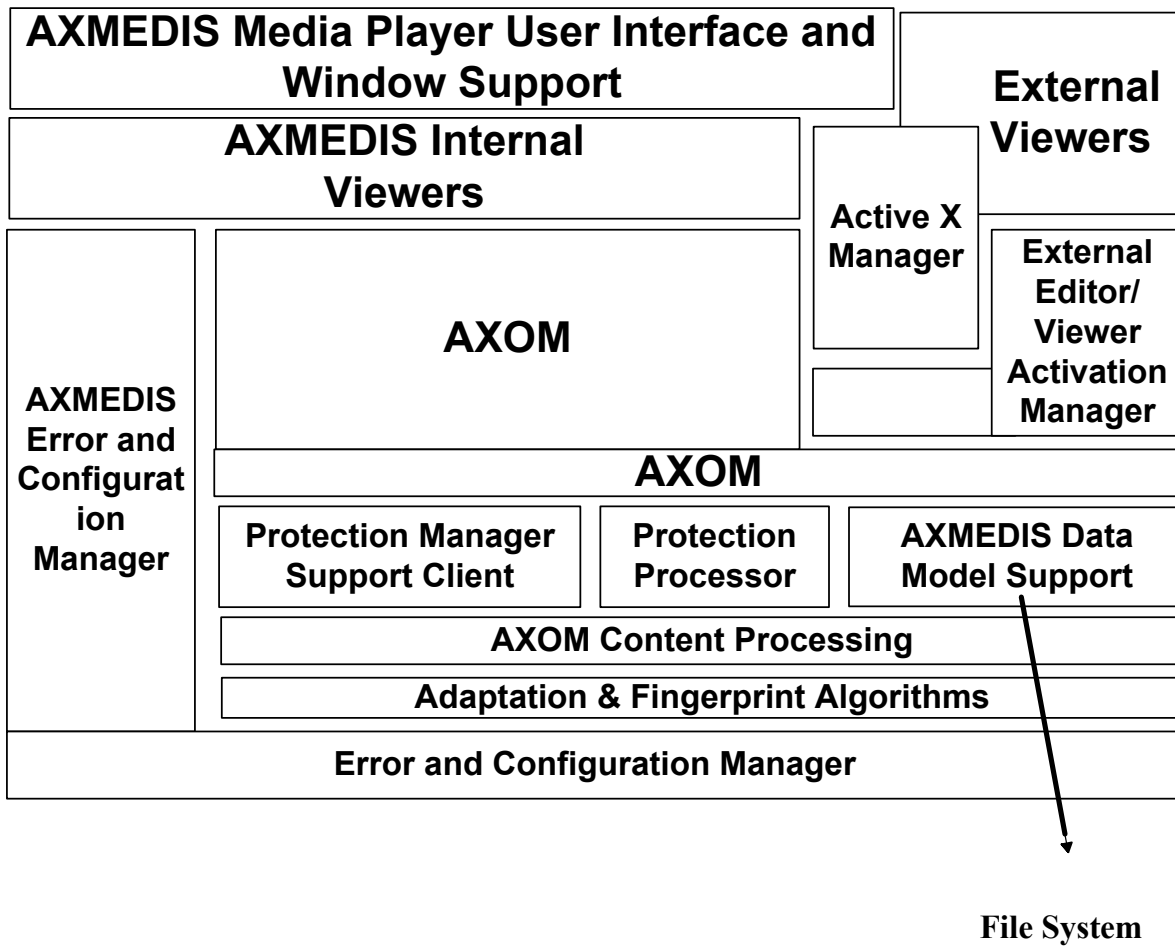 AXMEDIS Media Player User Interface and
Window Support
External
Viewers
AXMEDIS Internal
Viewers
Active X
Manager
External
Editor/
Viewer
Activation
Manager
AXOM
AXMEDIS
Error and
Configurat
ion
Manager
AXOM
Protection Manager
Support Client
Protection
Processor
AXMEDIS Data
Model Support
AXOM Content Processing
Adaptation & Fingerprint Algorithms
Error and Configuration Manager
File System